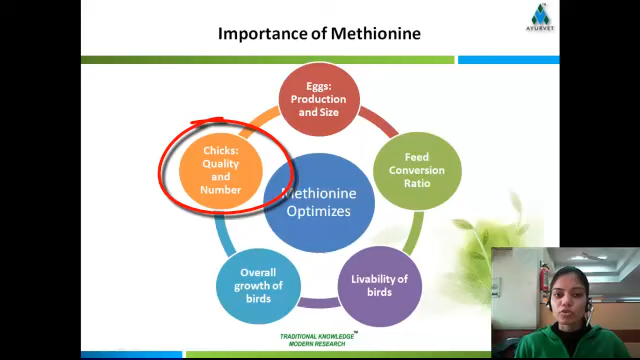 Importance of Methionine
AYURVET
Eggs:
Production
and Size
Chicks:
Quality
and
Number
Feed
Conversion
Ratio
Methionine
Optimizes
Overall
growth of
birds
Livability of
birds
TRADITIONAL KNOWLEDGE™
MODERN RESEARCH